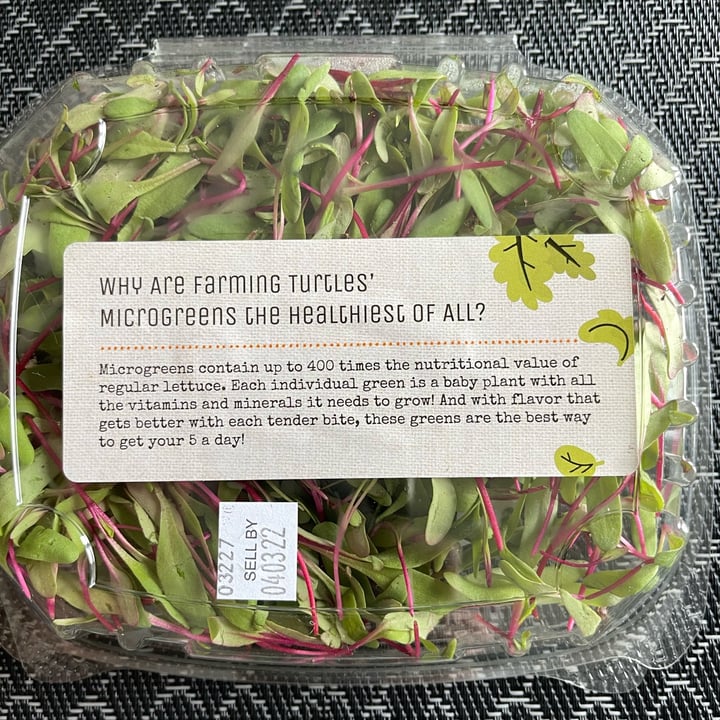 WHY ARE FARMING TURTLES'
MICROGREENS THE HEALTHIEST OF ALL?
Microgreens contain up to 400 times the nutritional value of
regular lettuce. Each individual green is a baby plant with all
the vitamins and minerals it needs to grow! And with flavor that
gets better with each tender bite, these greens are the best way
to get your 5 a day!
03227
SELL BY
040322